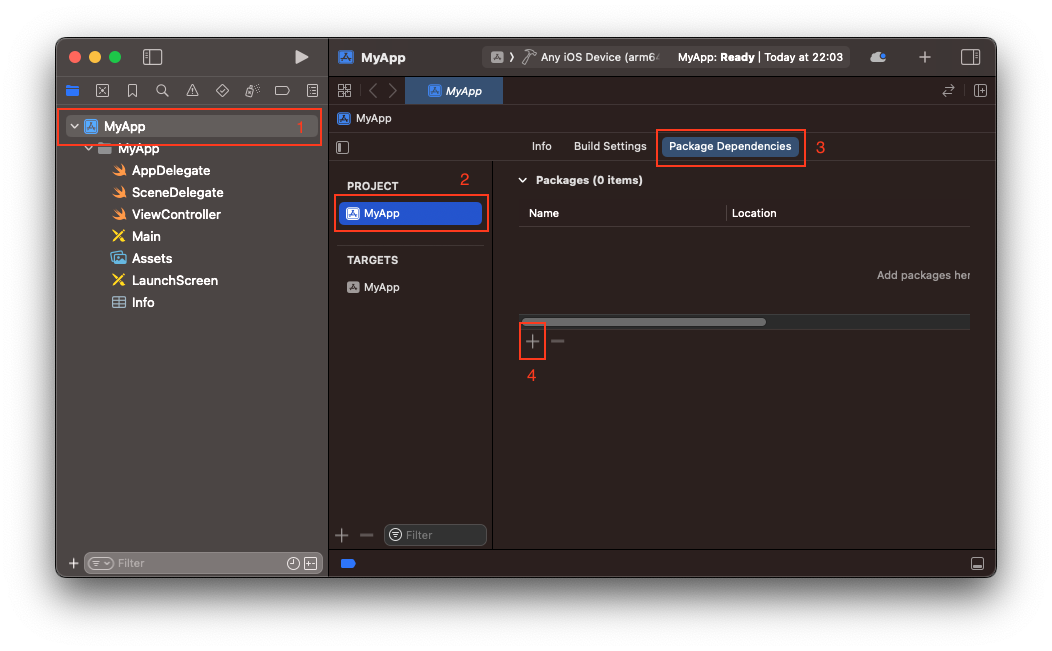 MyApp
Any iOS Device (arm64
MyApp: Ready | Today at 22:03
MyApp
MyApp
MyApp
1
MyApp
AppDelegate
SceneDelegate
ViewController
Main
Assets
LaunchScreen
Info
Filter
Info
Build Settings
Package Dependencies
3
PROJECT
2
MyApp
TARGETS
MyApp
Filter
Packages (0 items)
Name
Location
Add packages her
4